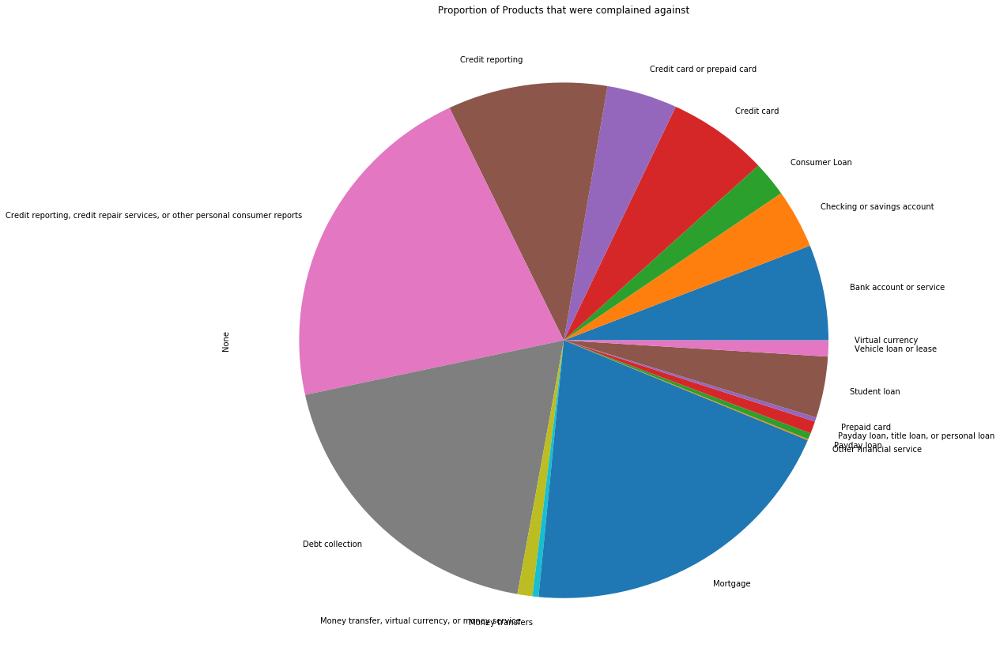 Proportion of Products that were complained against
Credit reporting
Credit card or prepaid card
Credit card
Consumer Loan
Checking or savings account
Credit reporting, credit repair services, or other personal consumer reports
Bank account or service
None
Virtual currency
Vehicle loan or lease
Student loan
Prepaid card
Payday loan, title loan, or personal loan
Payday loan
Other financial service
Debt collection
Mortgage
Money transfer, virtual currency, or money service
Money transfers